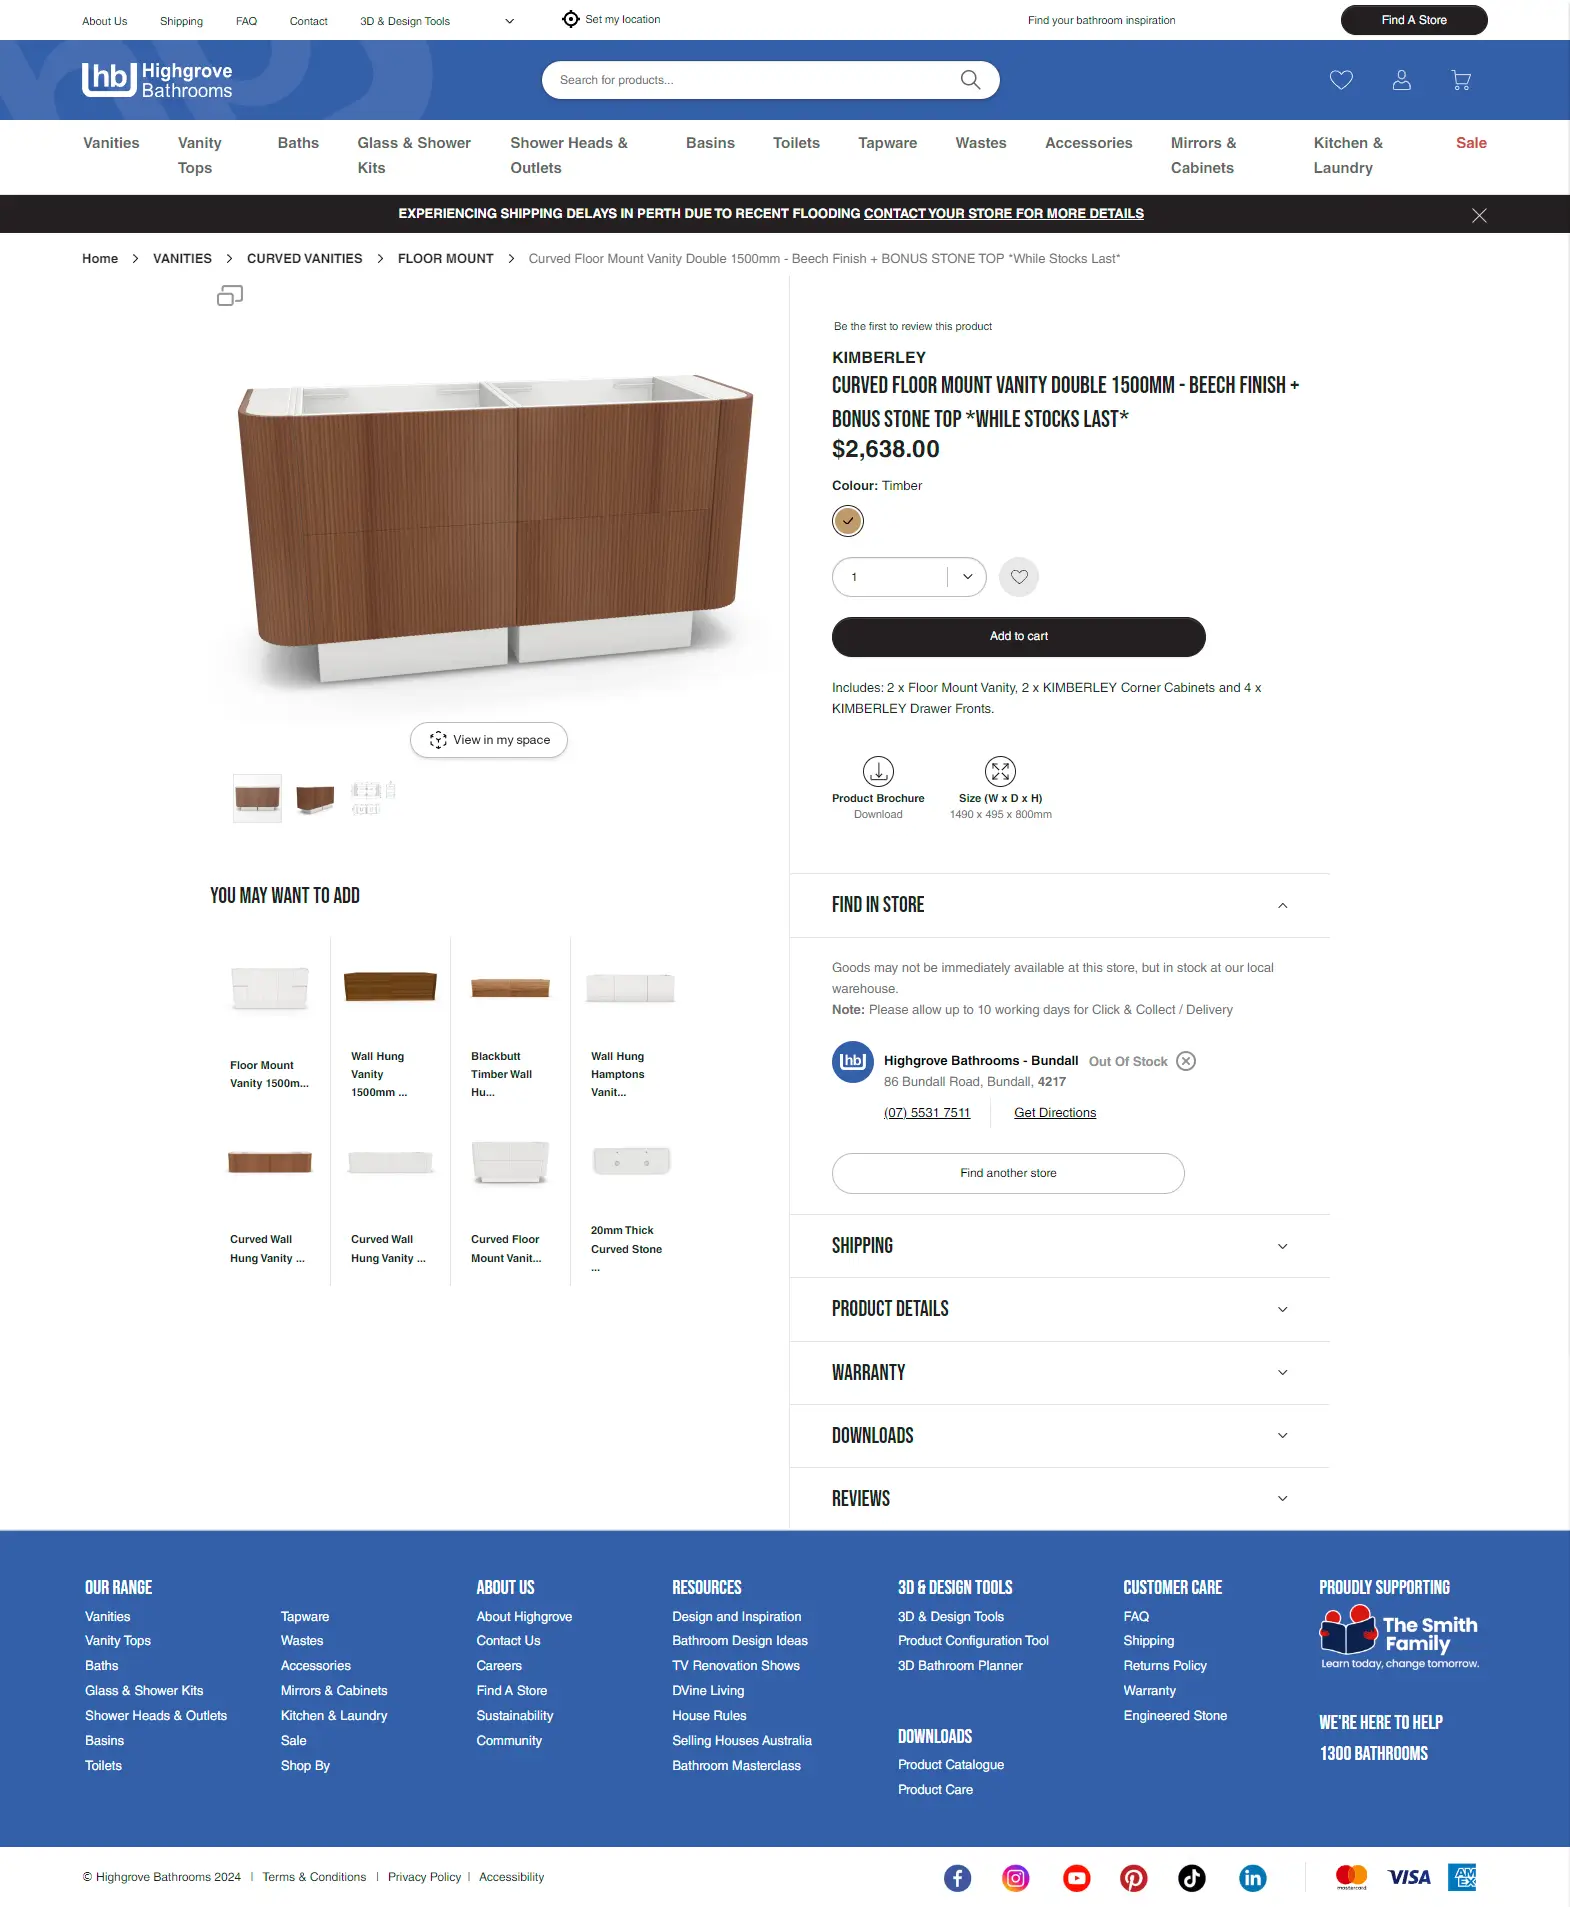 About Us
Shipping
FAQ
Contact
3D & Design Tools
Set my location
Find your bathroom inspiration
Find A Store
hb Highgrove
Bathrooms
Search for products...
Vanities
Vanity
Tops
Baths
Glass & Shower
Kits
Shower Heads &
Outlets
Basins
Toilets
Tapware
Wastes
Accessories
Mirrors &
Cabinets
Kitchen &
Laundry
Sale
EXPERIENCING SHIPPING DELAYS IN PERTH DUE TO RECENT FLOODING CONTACT YOUR STORE FOR MORE DETAILS
Home > VANITIES > CURVED VANITIES > FLOOR MOUNT > Curved Floor Mount Vanity Double 1500mm - Beech Finish + BONUS STONE TOP *While Stocks Last*
Be the first to review this product
KIMBERLEY
CURVED FLOOR MOUNT VANITY DOUBLE 1500MM - BEECH FINISH +
BONUS STONE TOP *WHILE STOCKS LAST*
$2,638.00
Colour: Timber
1
Add to cart
Includes: 2 x Floor Mount Vanity, 2 x KIMBERLEY Corner Cabinets and 4 x
KIMBERLEY Drawer Fronts.
View in my space
Product Brochure
Download
Size (W x D x H)
1490 x 495 x 800mm
YOU MAY WANT TO ADD
Floor Mount
Vanity 1500m...
Wall Hung
Vanity
1500mm ...
Blackbutt
Timber Wall
Hu...
Wall Hung
Hamptons
Vanit...
Curved Wall
Hung Vanity ...
Curved Wall
Hung Vanity ...
Curved Floor
Mount Vanit...
20mm Thick
Curved Stone
...
FIND IN STORE
Goods may not be immediately available at this store, but in stock at our local
warehouse.
Note: Please allow up to 10 working days for Click & Collect / Delivery
hb
Highgrove Bathrooms - Bundall Out Of Stock
86 Bundall Road, Bundall, 4217
(07) 5531 7511
Get Directions
Find another store
SHIPPING
PRODUCT DETAILS
WARRANTY
DOWNLOADS
REVIEWS
OUR RANGE
Vanities
Vanity Tops
Baths
Glass & Shower Kits
Shower Heads & Outlets
Basins
Toilets
Tapware
Wastes
Accessories
Mirrors & Cabinets
Kitchen & Laundry
Sale
Shop By
ABOUT US
About Highgrove
Contact Us
Careers
Find A Store
Sustainability
Community
RESOURCES
Design and Inspiration
Bathroom Design Ideas
TV Renovation Shows
DVine Living
House Rules
Selling Houses Australia
Bathroom Masterclass
3D & DESIGN TOOLS
3D & Design Tools
Product Configuration Tool
3D Bathroom Planner
DOWNLOADS
Product Catalogue
Product Care
CUSTOMER CARE
FAQ
Shipping
Returns Policy
Warranty
Engineered Stone
PROUDLY SUPPORTING
The Smith
Family
Learn today, change tomorrow.
WE'RE HERE TO HELP
1300 BATHROOMS
© Highgrove Bathrooms 2024 | Terms & Conditions | Privacy Policy | Accessibility
mastercard
VISA
AM
EX